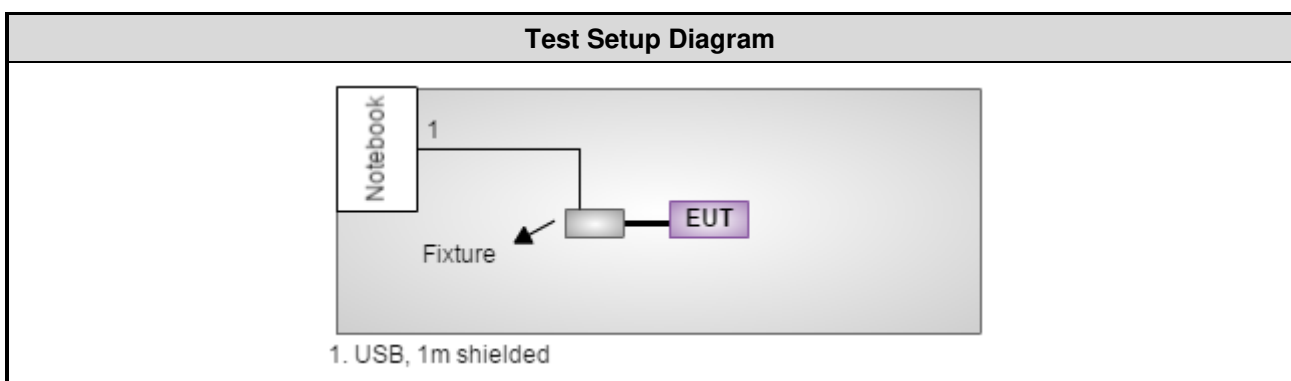 Test Setup Diagram
Notebook
1
EUT
Fixture
1. USB, 1m shielded